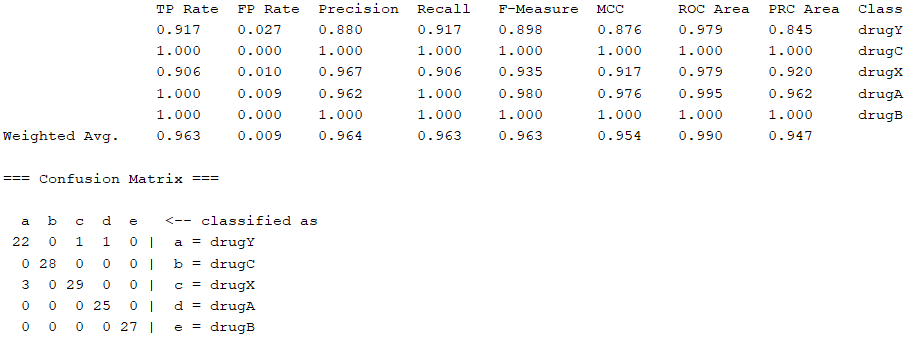 TP Rate FP Rate Precision Recall F-Measure MCC ROC Area PRC Area Class
0.917 0.027 0.880 0.917 0.898 0.876 0.979 0.845 drugY
1.000 0.000 1.000 1.000 1.000 1.000 1.000 1.000 drugC
0.906 0.010 0.967 0.906 0.935 0.917 0.979 0.920 drugX
1.000 0.009 0.962 1.000 0.980 0.976 0.995 0.962 drugA
1.000 0.000 1.000 1.000 1.000 1.000 1.000 1.000 drugB
Weighted Avg. 0.963 0.009 0.964 0.963 0.963 0.954 0.990 0.947
=== Confusion Matrix ===
a b c d e <-- classified as
22 0 1 1 0 | a = drugY
0 28 0 0 0 | b = drugC
3 0 29 0 0 | c = drugX
0 0 0 25 0 | d = drugA
0 0 0 0 27 | e = drugB